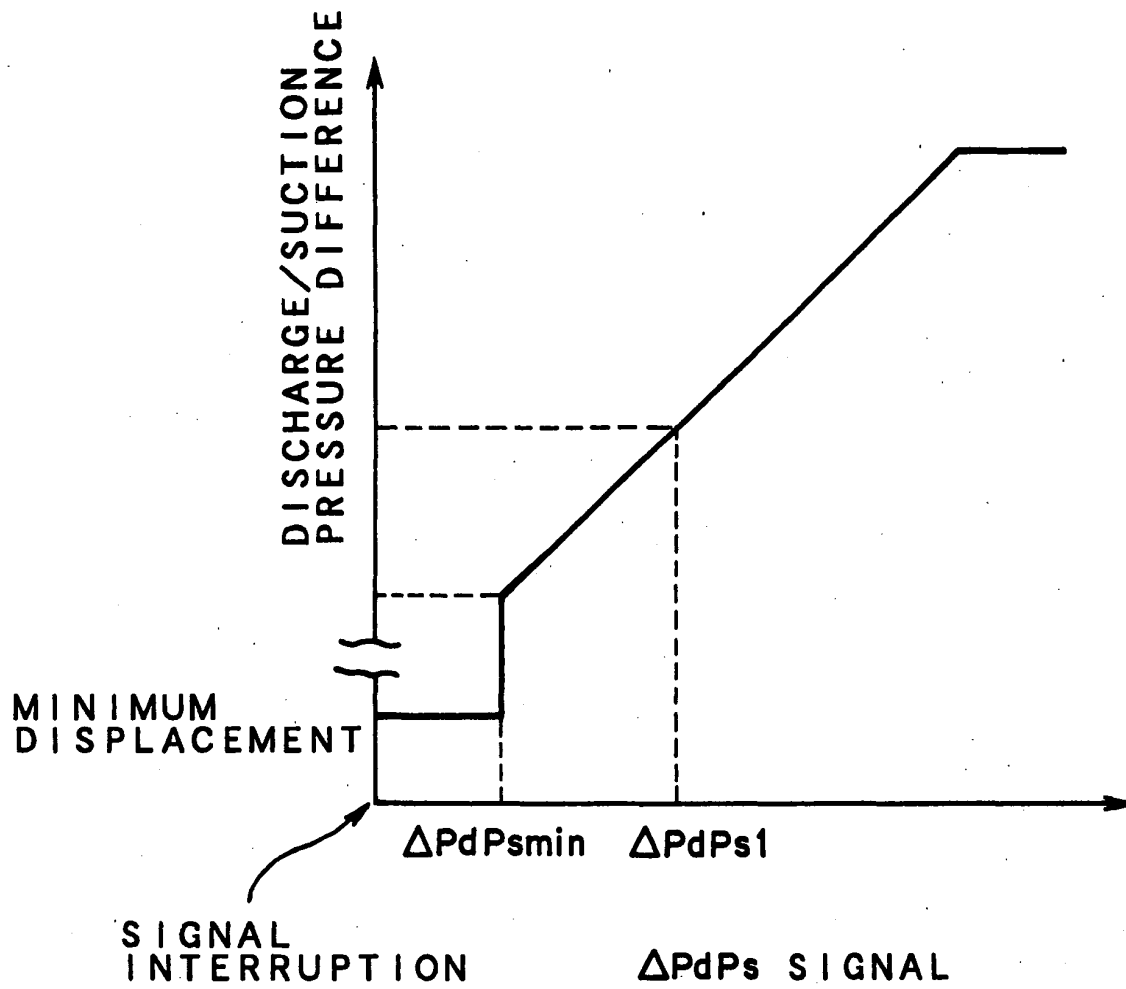 DISCHARGE/SUCTION
PRESSURE DIFFERENCE
MINIMUM
DISPLACEMENT
ΔPdPsmin
ΔPdPs1
SIGNAL
INTERRUPTION
ΔPdPs SIGNAL